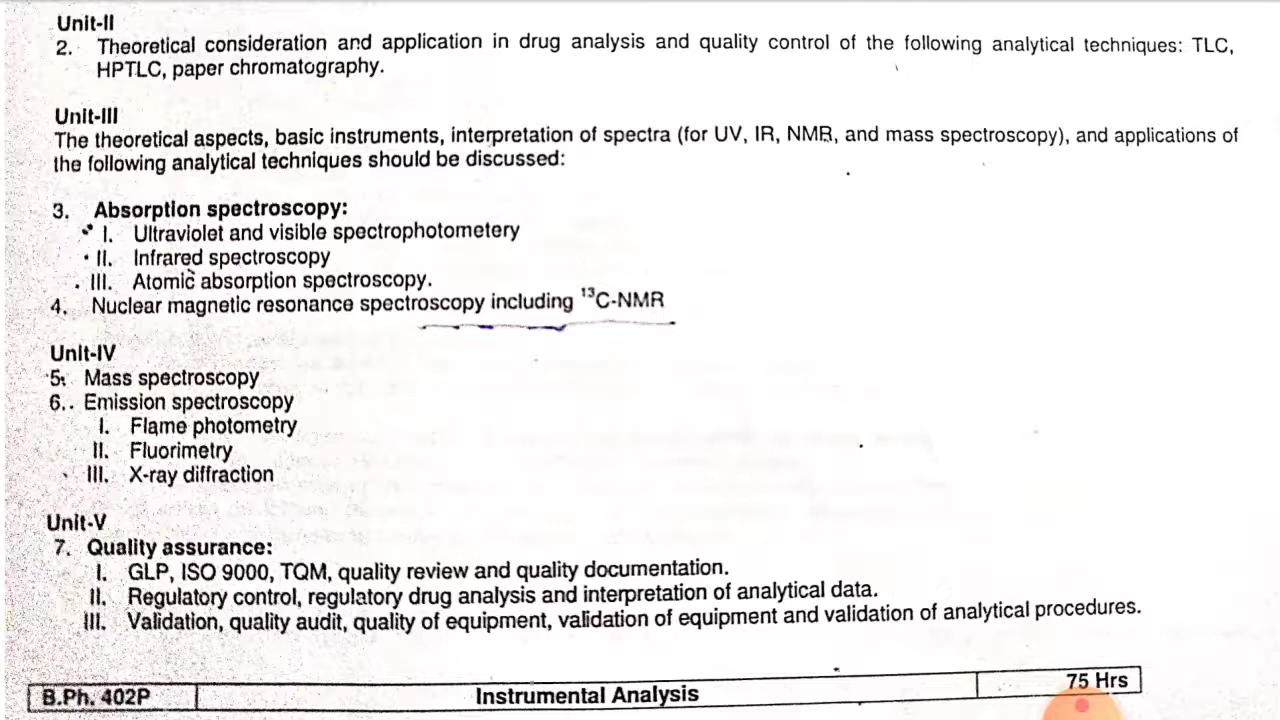 Unit-II
2. Theoretical consideration and application in drug analysis and quality control of the following analytical techniques: TLC,
HPTLC, paper chromatography.
Unit-III
The theoretical aspects, basic instruments, interpretation of spectra (for UV, IR, NMR, and mass spectroscopy), and applications of
the following analytical techniques should be discussed:
3. Absorption spectroscopy:
I. Ultraviolet and visible spectrophotometery
II. Infrared spectroscopy
III. Atomic absorption spectroscopy.
4. Nuclear magnetic resonance spectroscopy including ¹³C-NMR
Unit-IV
5. Mass spectroscopy
6. Emission spectroscopy
I. Flame photometry
II. Fluorimetry
III. X-ray diffraction
Unit-V
7. Quality assurance:
I. GLP, ISO 9000, TQM, quality review and quality documentation.
II. Regulatory control, regulatory drug analysis and interpretation of analytical data.
III. Validation, quality audit, quality of equipment, validation of equipment and validation of analytical procedures.
B.Ph. 402P Instrumental Analysis 75 Hrs